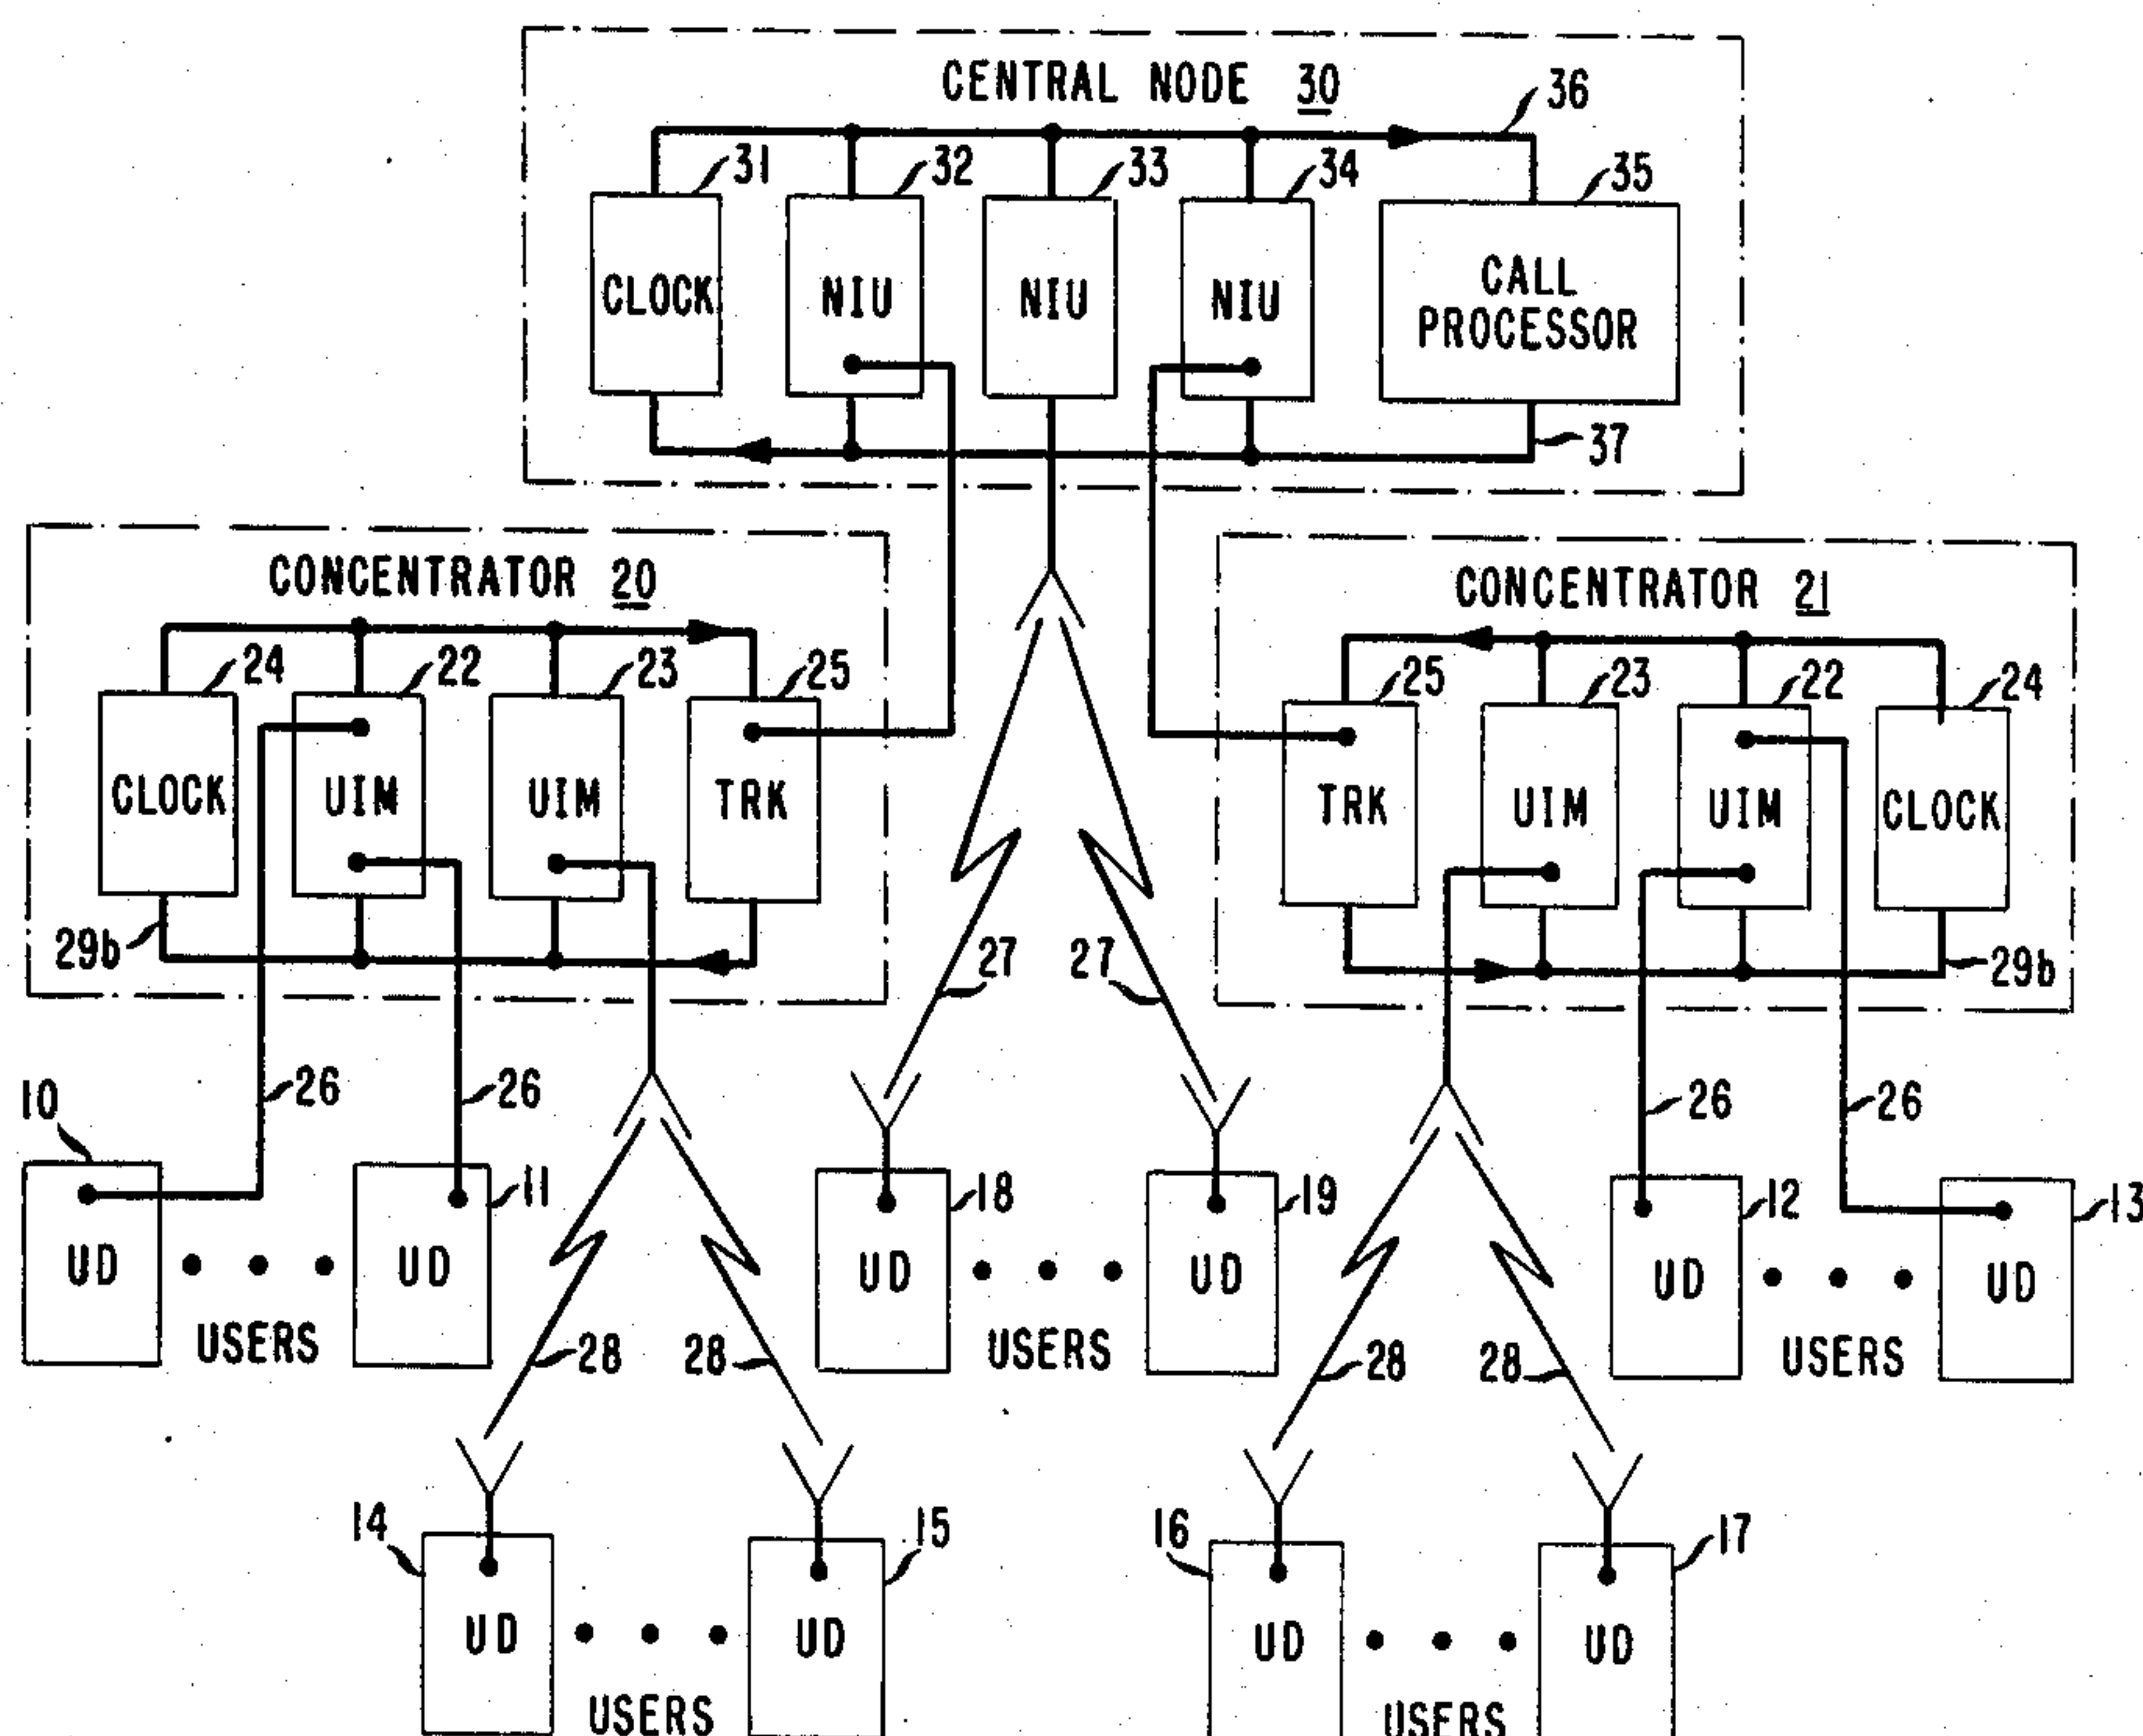 CENTRAL NODE 30
36
31
32
33
34
35
CLOCK
NIU
NIU
NIU
CALL
PROCESSOR
37
CONCENTRATOR 20
24
22
23
25
CLOCK
UIM
UIM
TRK
29b
CONCENTRATOR 21
25
23
22
24
TRK
UIM
UIM
CLOCK
29b
27
27
26
26
26
26
10
UD
11
UD
USERS
18
UD
19
UD
USERS
12
UD
13
UD
USERS
28
28
28
28
14
UD
15
UD
USERS
16
UD
17
UD
USERS